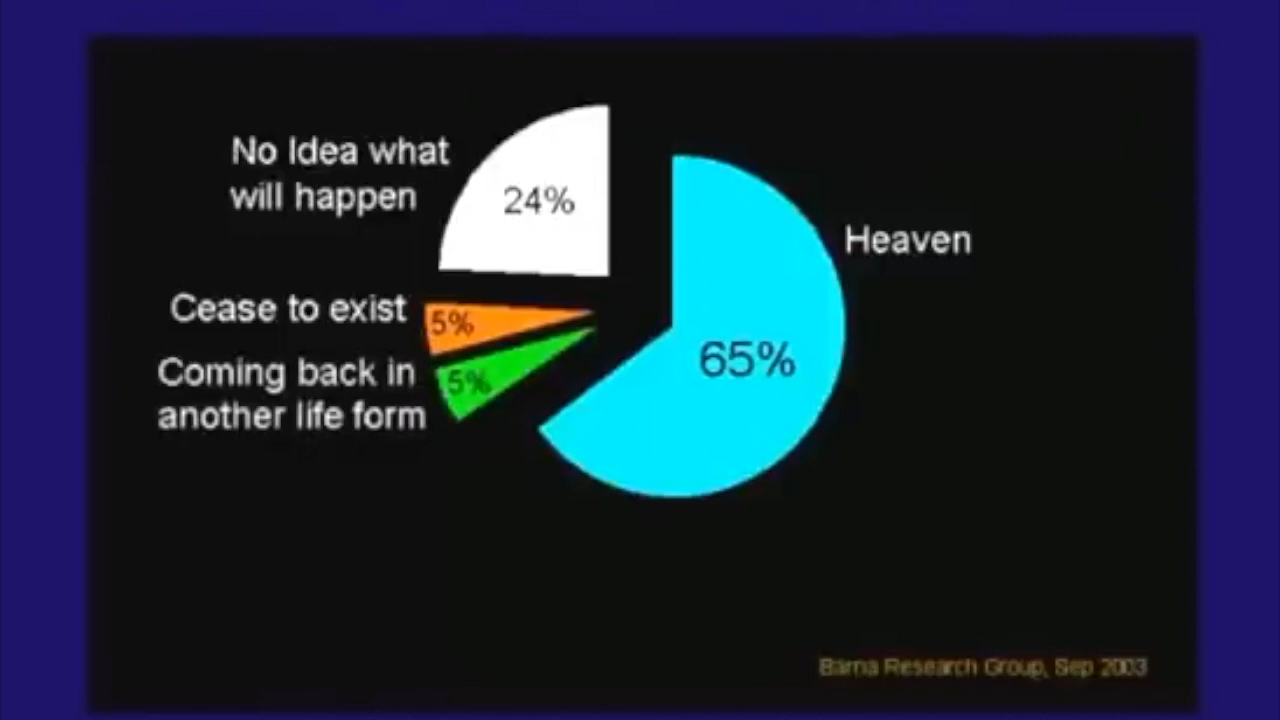 No Idea what
will happen
24%
Heaven
Cease to exist
5%
Coming back in
another life form
5%
65%
Barna Research Group, Sep 2003